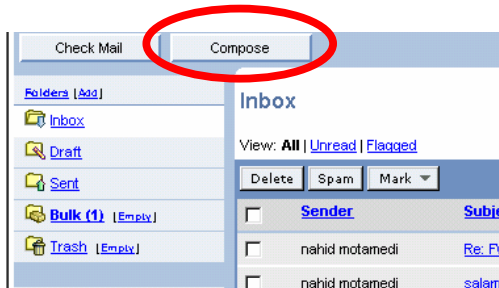 Check Mail Compose
Folders [Add]
Inbox
Draft
Sent
Bulk (1) [Empty]
Trash [Empty]
Inbox
View: All | Unread | Flagged
Delete Spam Mark
Sender Subje
nahid motamedi Re: F
nahid motamedi salam